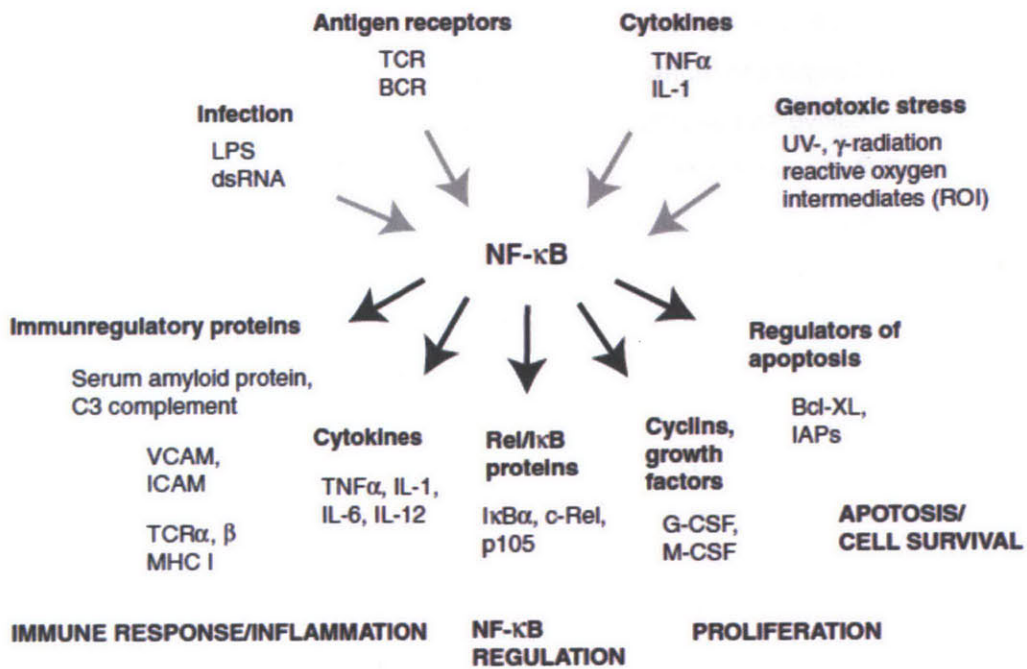 Antigen receptors
TCR
BCR
Cytokines
TNFα
IL-1
Infection
LPS
dsRNA
Genotoxic stress
UV-, γ-radiation
reactive oxygen
intermediates (ROI)
NF-κB
Immunregulatory proteins
Serum amyloid protein,
C3 complement
VCAM,
ICAM
TCRα, β
MHC I
Cytokines
TNFα, IL-1,
IL-6, IL-12
Rel/IκB
proteins
IκBα, c-Rel,
p105
Cyclins,
growth
factors
G-CSF,
M-CSF
Regulators of
apoptosis
Bcl-XL,
IAPs
APOTOSIS/
CELL SURVIVAL
IMMUNE RESPONSE/INFLAMMATION
NF-κB
REGULATION
PROLIFERATION